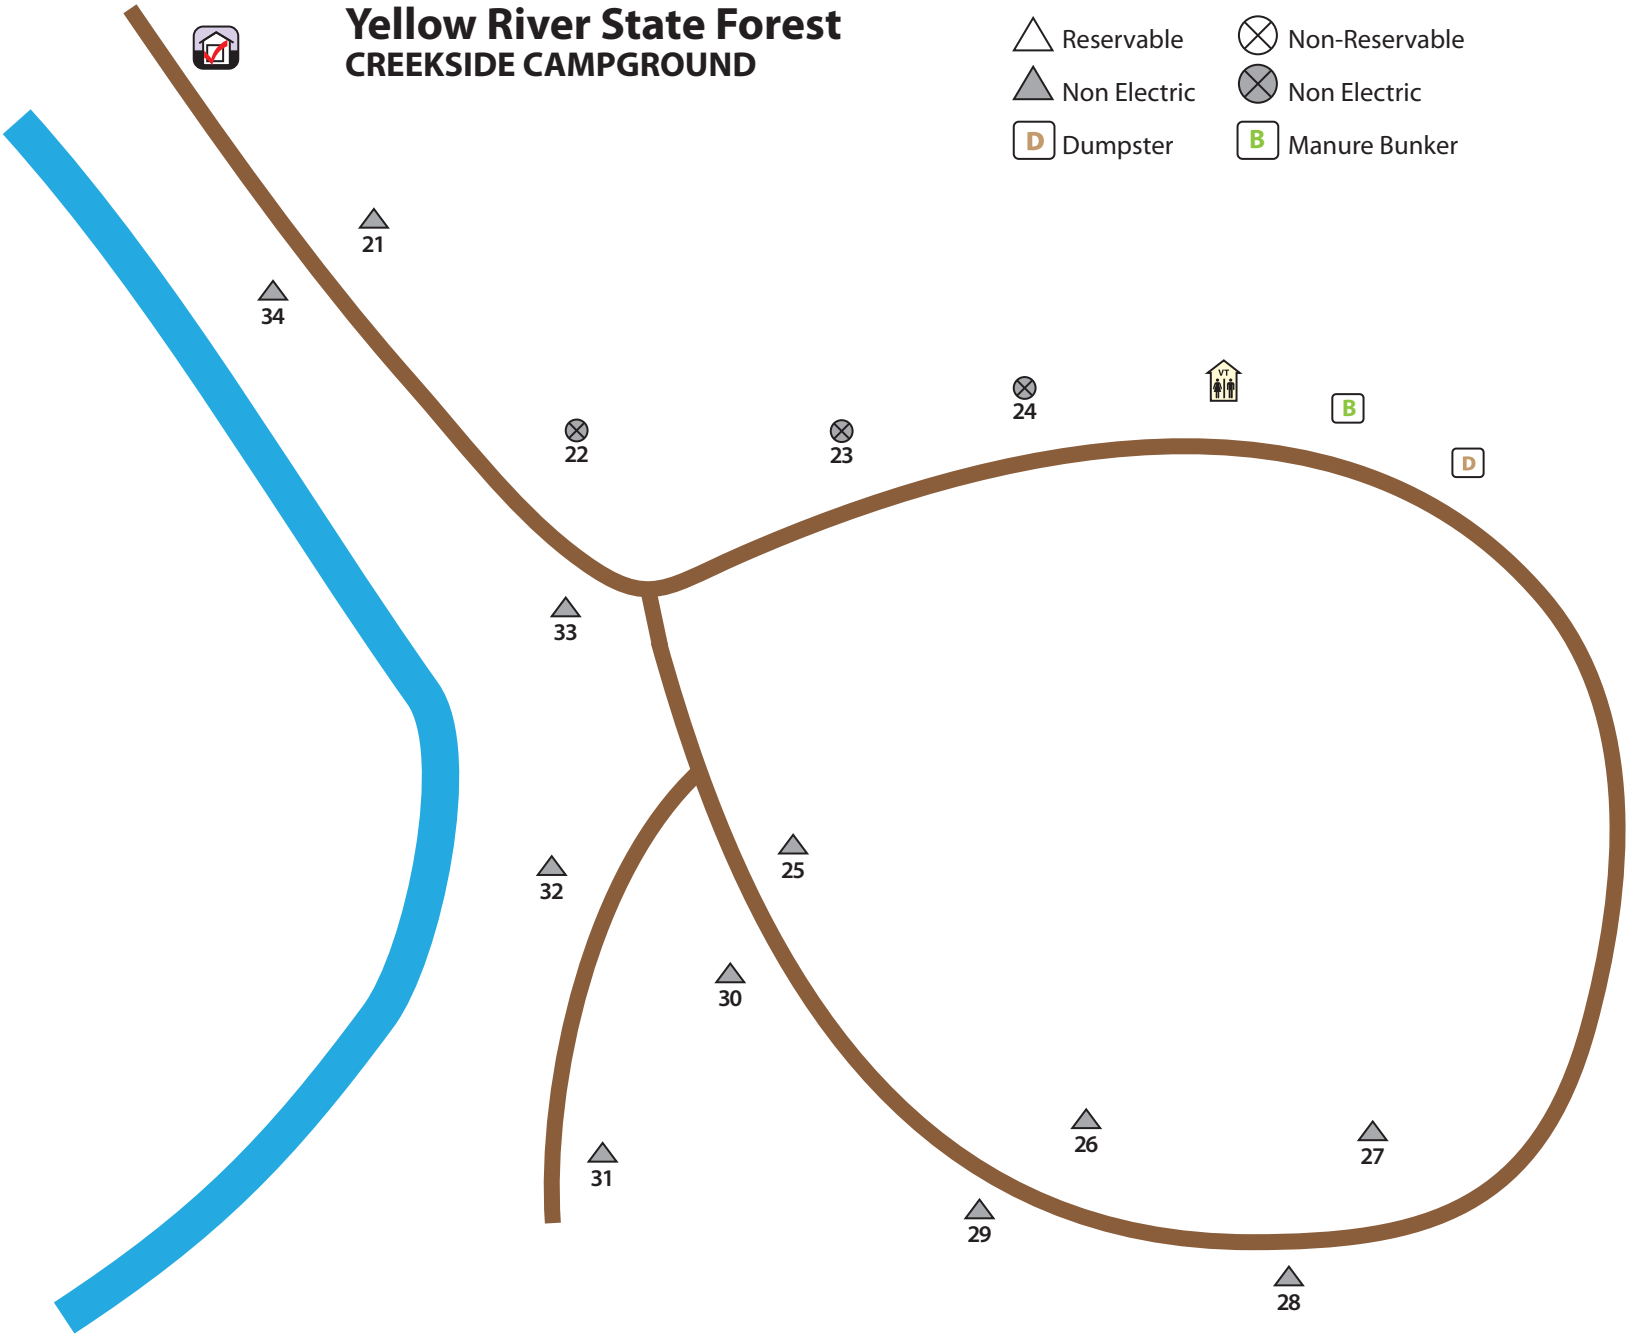 Yellow River State Forest
CREEKSIDE CAMPGROUND
Reservable
Non-Reservable
Non Electric
Non Electric
D Dumpster
B Manure Bunker
21
34
22
23
24
VT
B
D
33
32
25
30
31
26
27
29
28